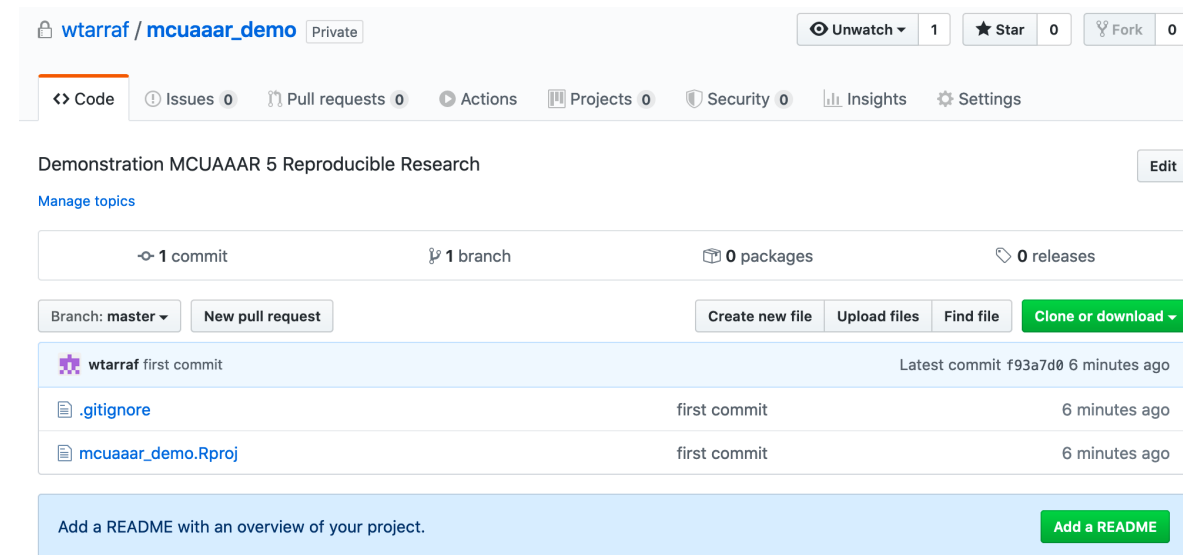 wtarraf / mcuaaar_demo Private Unwatch 1 Star 0 Fork 0
Code Issues 0 Pull requests 0 Actions Projects 0 Security 0 Insights Settings
Demonstration MCUAAAR 5 Reproducible Research Edit
Manage topics
1 commit 1 branch 0 packages 0 releases
Branch: master New pull request Create new file Upload files Find file Clone or download
wtarraf first commit Latest commit f93a7d0 6 minutes ago
.gitignore first commit 6 minutes ago
mcuaaar_demo.Rproj first commit 6 minutes ago
Add a README with an overview of your project. Add a README